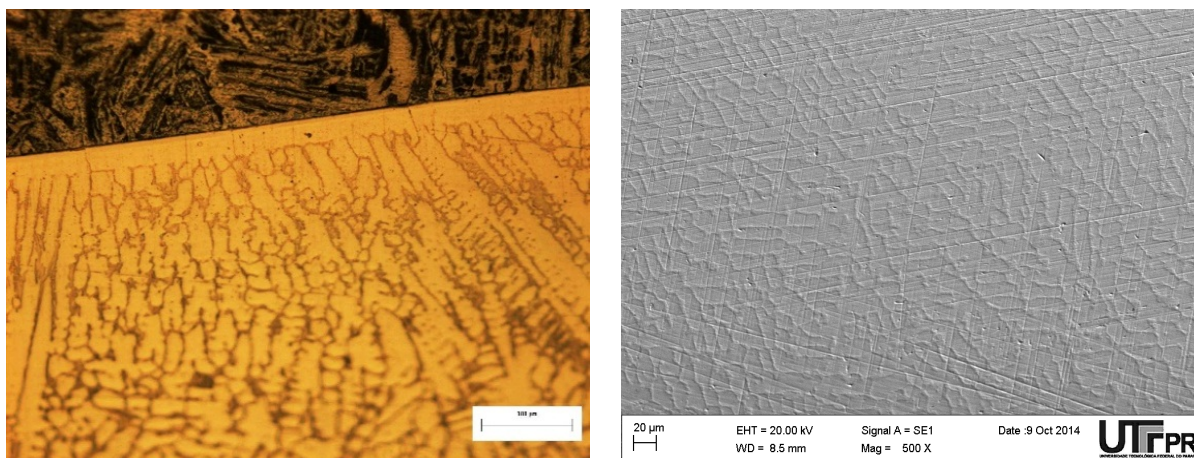 20 µm
EHT = 20.00 kV Signal A = SE1 Date :9 Oct 2014
WD = 8.5 mm Mag = 500 X
UTFPR